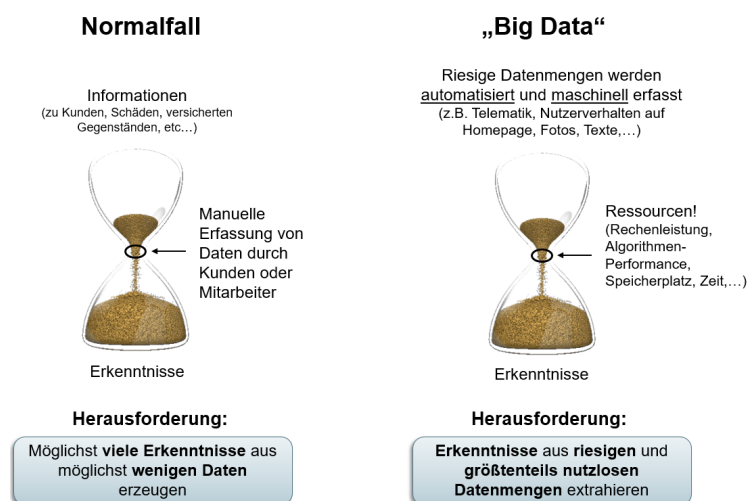 Normalfall
Informationen
(zu Kunden, Schäden, versicherten
Gegenständen, etc…)
Manuelle
Erfassung von
Daten durch
Kunden oder
Mitarbeiter
Erkenntnisse
Herausforderung:
Möglichst viele Erkenntnisse aus
möglichst wenigen Daten
erzeugen
„Big Data“
Riesige Datenmengen werden
automatisiert und maschinell erfasst
(z.B. Telematik, Nutzerverhalten auf
Homepage, Fotos, Texte,…)
Ressourcen!
(Rechenleistung,
Algorithmen-
Performance,
Speicherplatz, Zeit,…)
Erkenntnisse
Herausforderung:
Erkenntnisse aus riesigen und
größtenteils nutzlosen
Datenmengen extrahieren